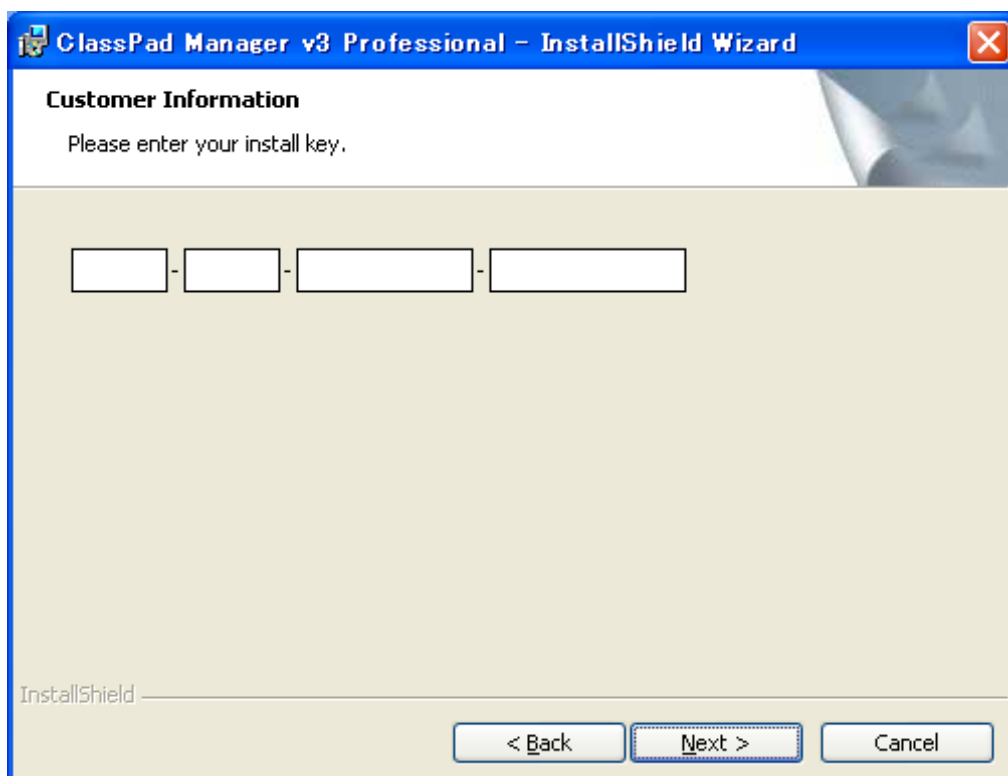 ClassPad Manager v3 Professional - InstallShield Wizard
Customer Information
Please enter your install key.
- - -
InstallShield
< Back Next > Cancel